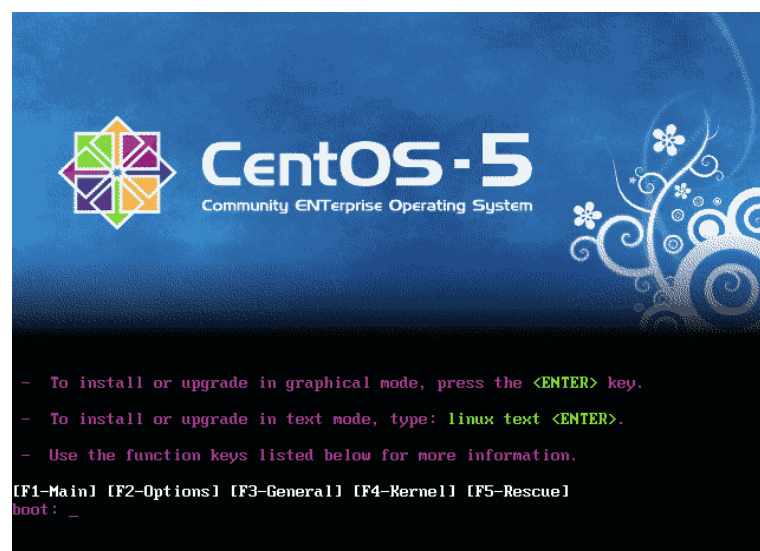 CentOS-5
Community ENTerprise Operating System
- To install or upgrade in graphical mode, press the <ENTER> key.
- To install or upgrade in text mode, type: linux text <ENTER>.
- Use the function keys listed below for more information.
[F1-Main] [F2-Options] [F3-General] [F4-Kernel] [F5-Rescue]
boot: _